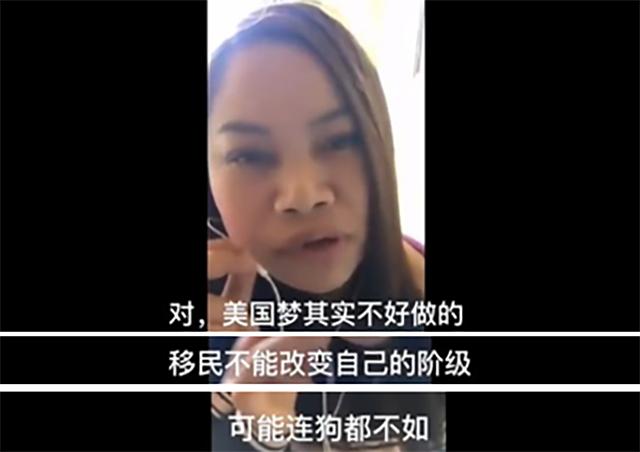 对，美国梦其实不好做的
移民不能改变自己的阶级
可能连狗都不如